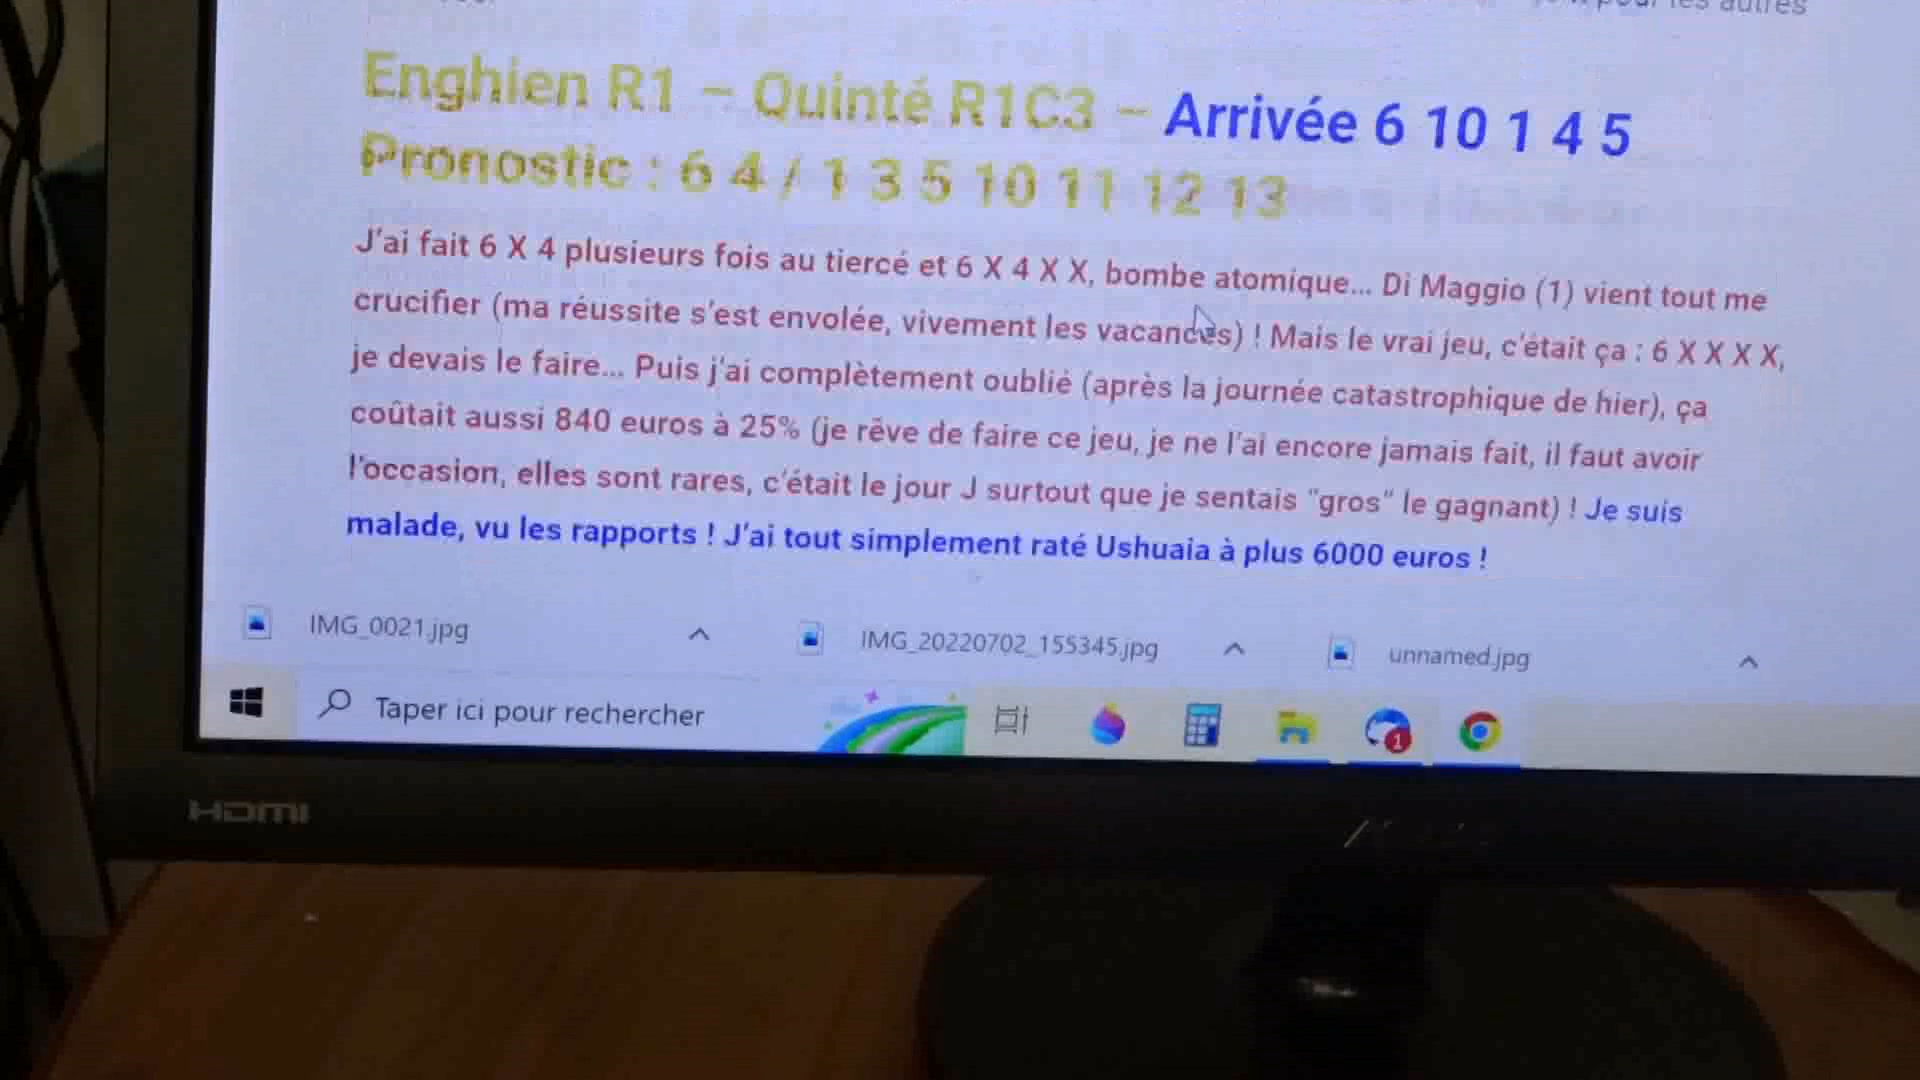 pour les autres
Enghien R1 – Quinté R1C3 – Arrivée 6 10 1 4 5
Pronostic : 6 4 / 1 3 5 10 11 12 13
J'ai fait 6 X 4 plusieurs fois au tiercé et 6 X 4 X X, bombe atomique... Di Maggio (1) vient tout me
crucifier (ma réussite s'est envolée, vivement les vacances) ! Mais le vrai jeu, c'était ça : 6 X X X X,
je devais le faire... Puis j'ai complètement oublié (après la journée catastrophique de hier), ça
coûtait aussi 840 euros à 25% (je rêve de faire ce jeu, je ne l'ai encore jamais fait, il faut avoir
l'occasion, elles sont rares, c'était le jour J surtout que je sentais "gros" le gagnant) ! Je suis
malade, vu les rapports ! J'ai tout simplement raté Ushuaia à plus 6000 euros !
IMG_0021.jpg IMG_20220702_155345.jpg unnamed.jpg
Taper ici pour rechercher 1
HDMI